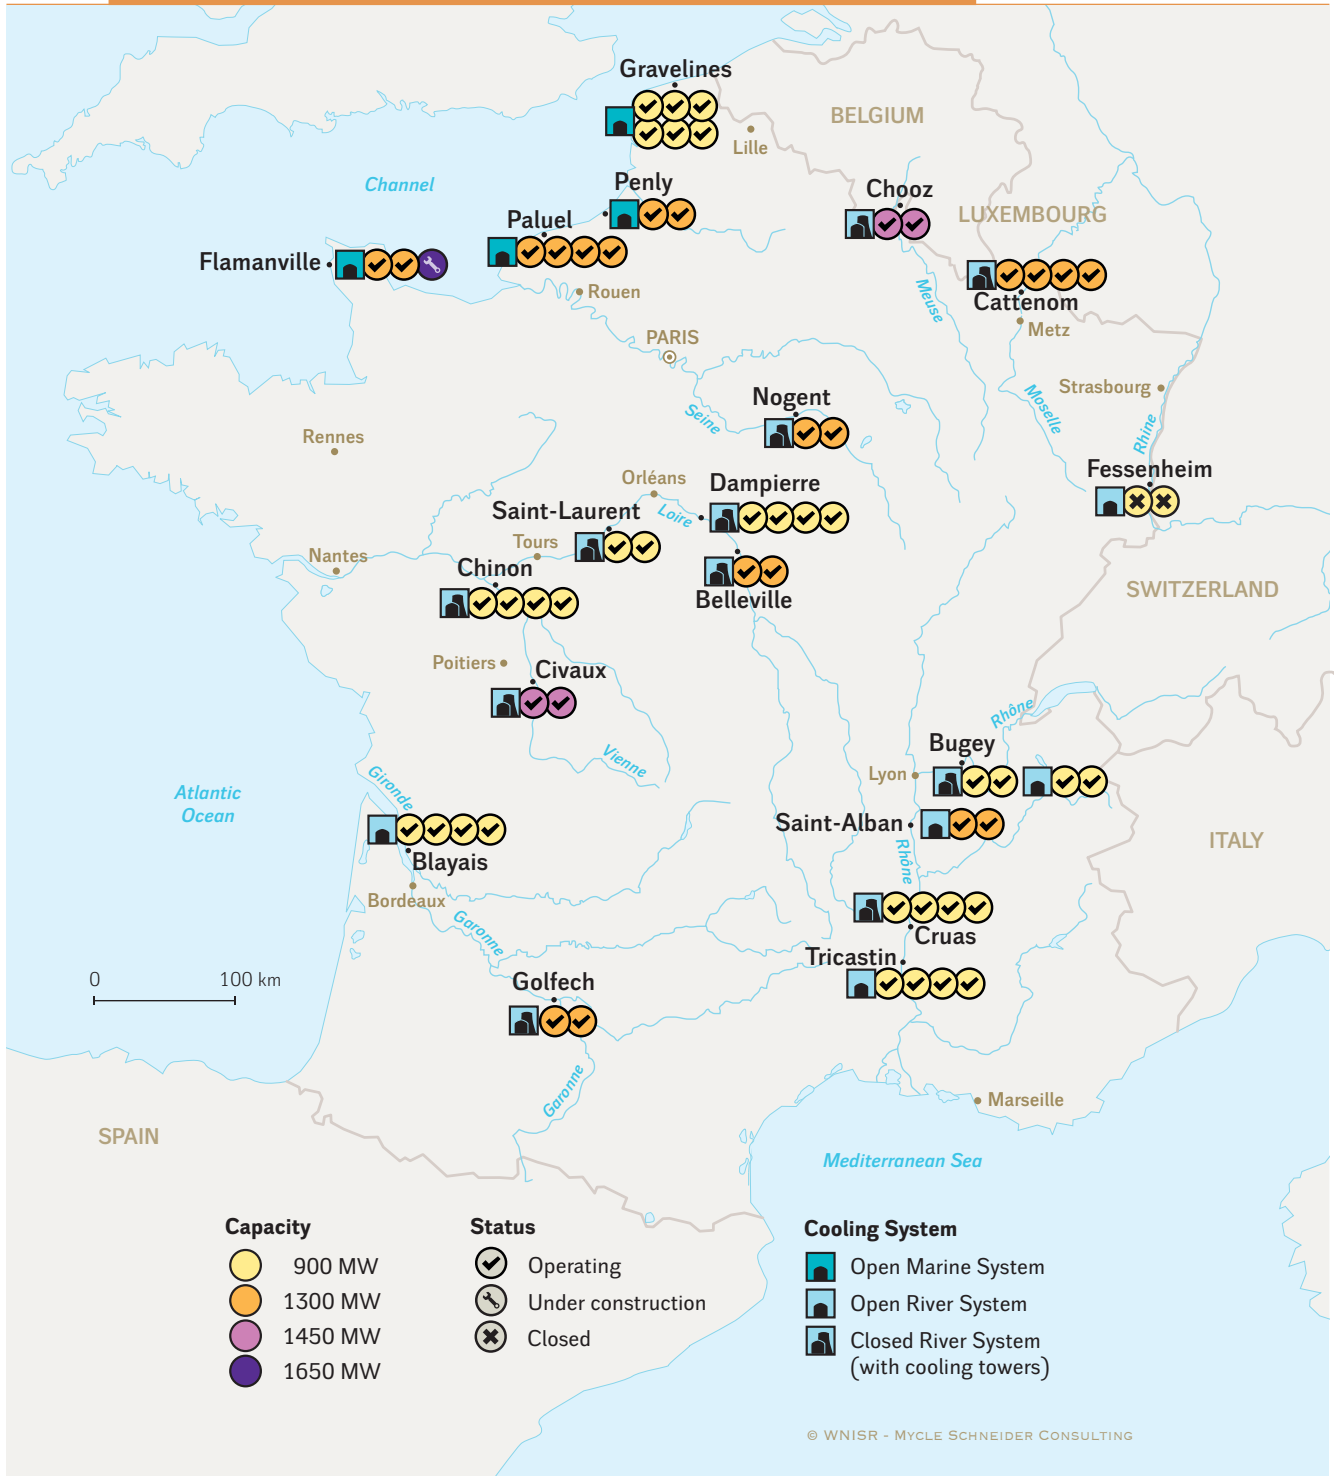 Gravelines
BELGIUM
Lille
Channel
Penly
Chooz
Paluel
LUXEMBOURG
Flamanville
Meuse
Cattenom
Rouen
Metz
PARIS
Strasbourg
Nogent
Moselle
Seine
Rhine
Rennes
Fessenheim
Orléans
Dampierre
Saint-Laurent
Loire
Tours
Nantes
Chinon
Belleville
SWITZERLAND
Poitiers
Civaux
Rhône
Bugey
Vienne
Lyon
Gironde
Atlantic
Ocean
Saint-Alban
ITALY
Rhône
Blayais
Bordeaux
Garonne
Cruas
Tricastin
0 100 km
Golfech
Garonne
Marseille
SPAIN
Mediterranean Sea
Capacity
900 MW
1300 MW
1450 MW
1650 MW
Status
Operating
Under construction
Closed
Cooling System
Open Marine System
Open River System
Closed River System
(with cooling towers)
© WNISR - Mycle Schneider Consulting